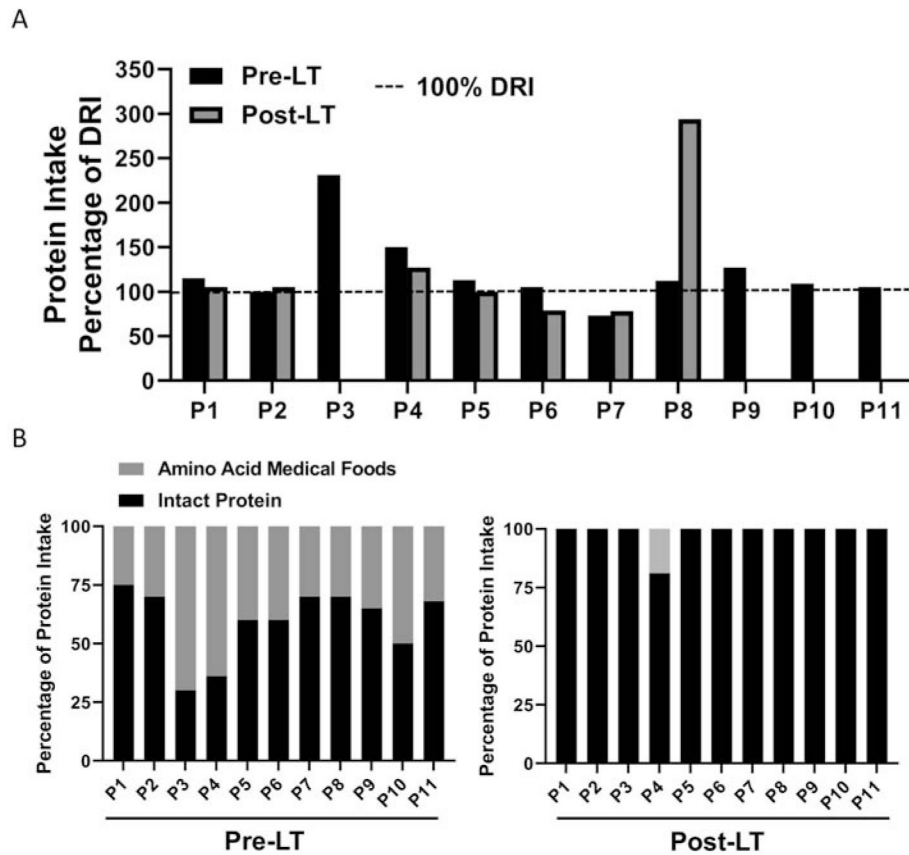 A
Protein Intake
Percentage of DRI
350
300
250
200
150
100
50
0
Pre-LT
Post-LT
100% DRI
P1 P2 P3 P4 P5 P6 P7 P8 P9 P10 P11
B
Amino Acid Medical Foods
Intact Protein
Percentage of Protein Intake
100
75
50
25
0
P1 P2 P3 P4 P5 P6 P7 P8 P9 P10 P11
Pre-LT
Percentage of Protein Intake
100
75
50
25
0
P1 P2 P3 P4 P5 P6 P7 P8 P9 P10 P11
Post-LT